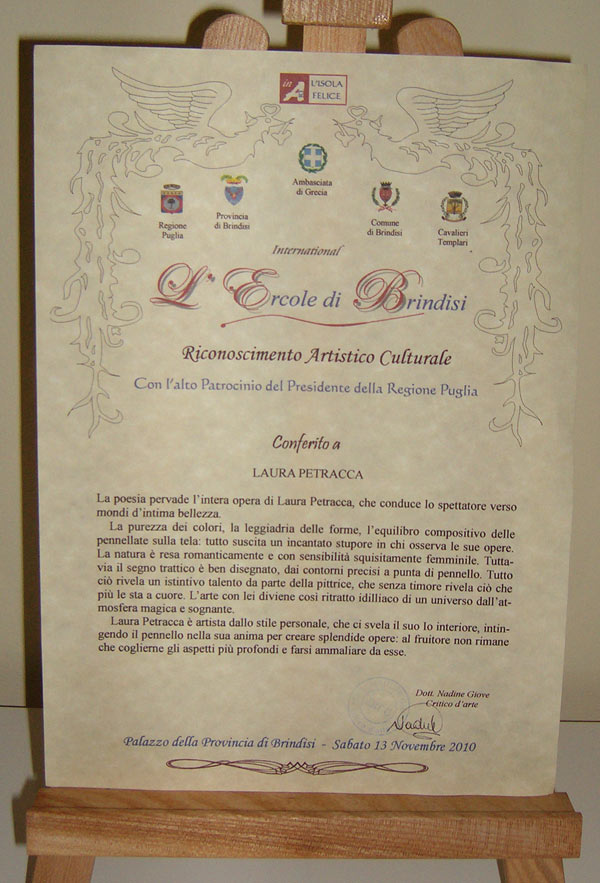 in A L'ISOLA
FELICE
Ambasciata
di Grecia
Regione
Puglia
Provincia
di Brindisi
Comune
di Brindisi
Cavalieri
Templari
International
L'Ercole di Brindisi
Riconoscimento Artistico Culturale
Con l'alto Patrocinio del Presidente della Regione Puglia
Conferito a
LAURA PETRACCA
La poesia pervade l'intera opera di Laura Petracca, che conduce lo spettatore verso
mondi d'intima bellezza.
La purezza dei colori, la leggiadria delle forme, l'equilibro compositivo delle
pennellate sulla tela: tutto suscita un incantato stupore in chi osserva le sue opere.
La natura è resa romanticamente e con sensibilità squisitamente femminile. Tutta-
via il segno trattico è ben disegnato, dai contorni precisi a punta di pennello. Tutto
ciò rivela un istintivo talento da parte della pittrice, che senza timore rivela ciò che
più le sta a cuore. L'arte con lei diviene così ritratto idilliaco di un universo dall'at-
mosfera magica e sognante.
Laura Petracca è artista dallo stile personale, che ci svela il suo Io interiore, intin-
gendo il pennello nella sua anima per creare splendide opere: al fruitore non rimane
che coglierne gli aspetti più profondi e farsi ammaliare da esse.
Dott. Nadine Giove
Critico d'arte
Palazzo della Provincia di Brindisi - Sabato 13 Novembre 2010